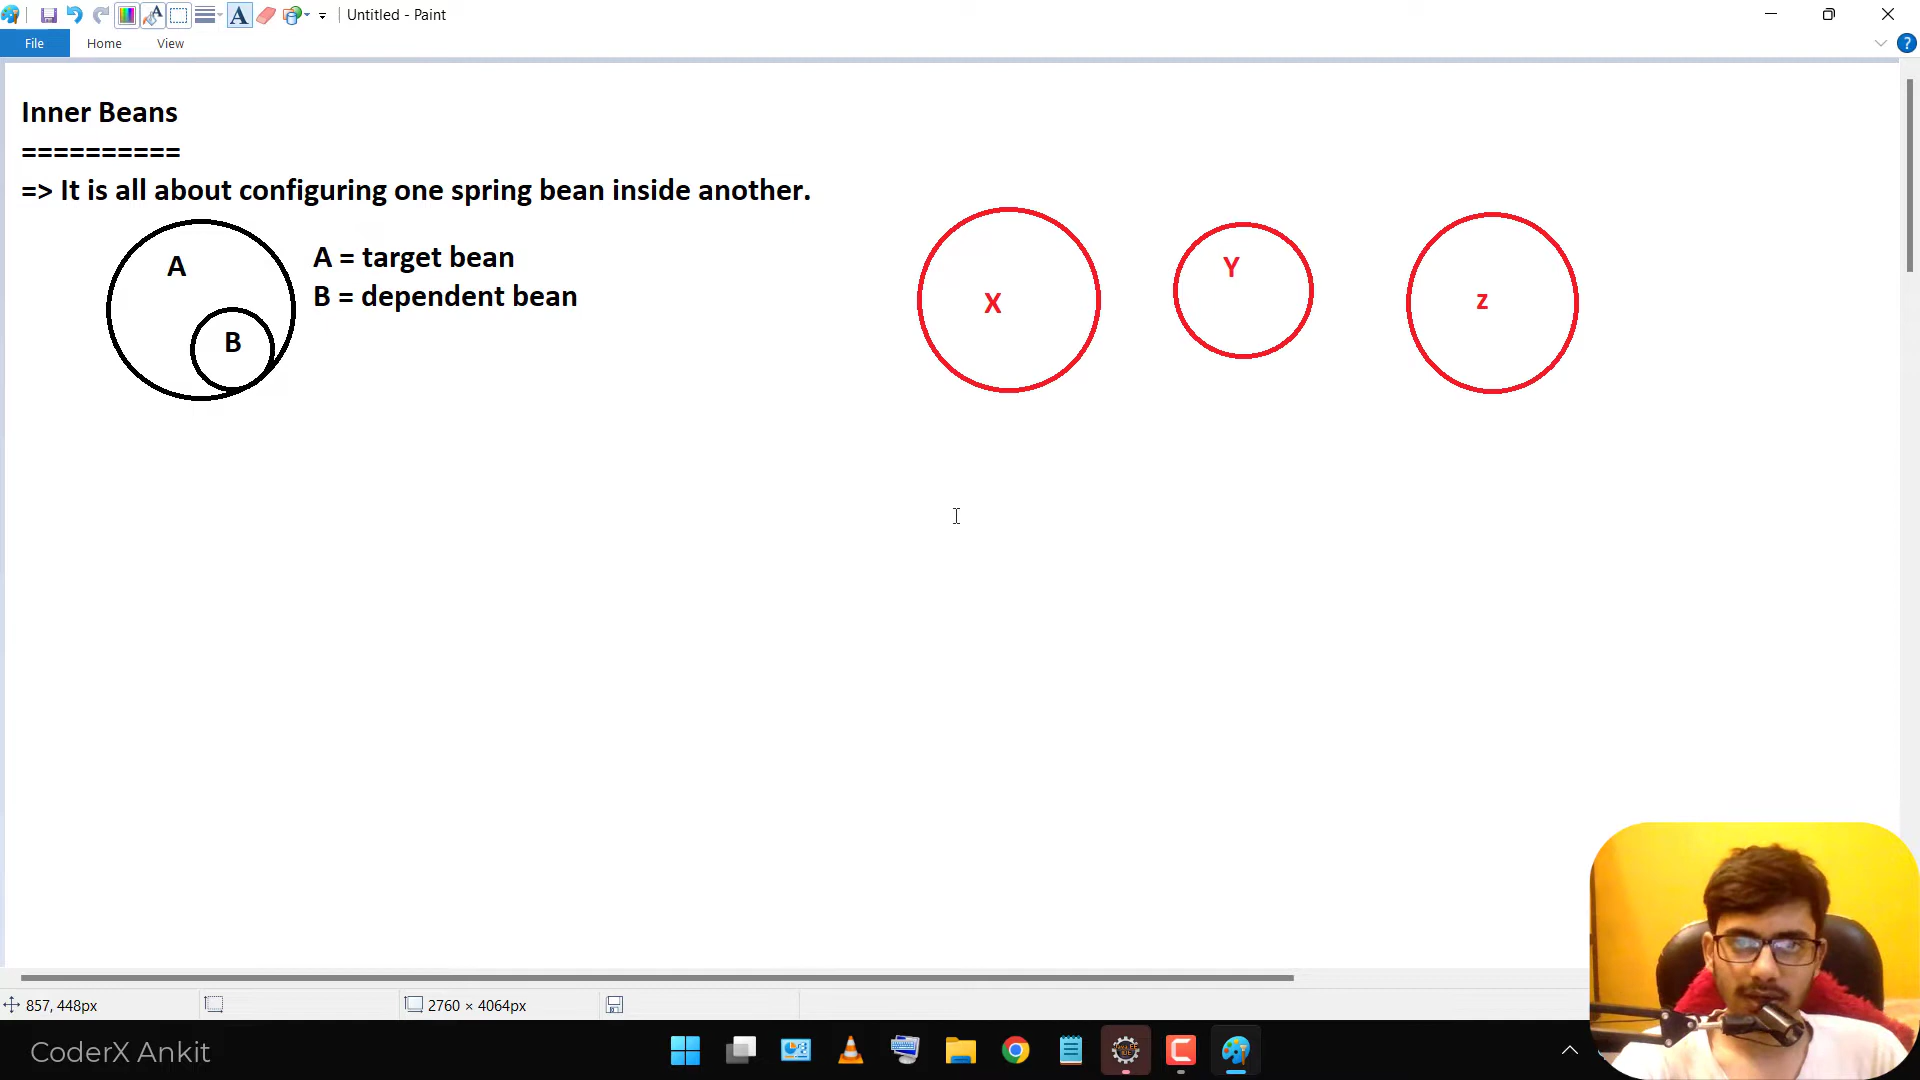 Untitled - Paint
File
Home
View
Inner Beans
==========
=> It is all about configuring one spring bean inside another.
A
A = target bean
B = dependent bean
B
X
Y
z
857, 448px
2760 × 4064px
CoderX Ankit